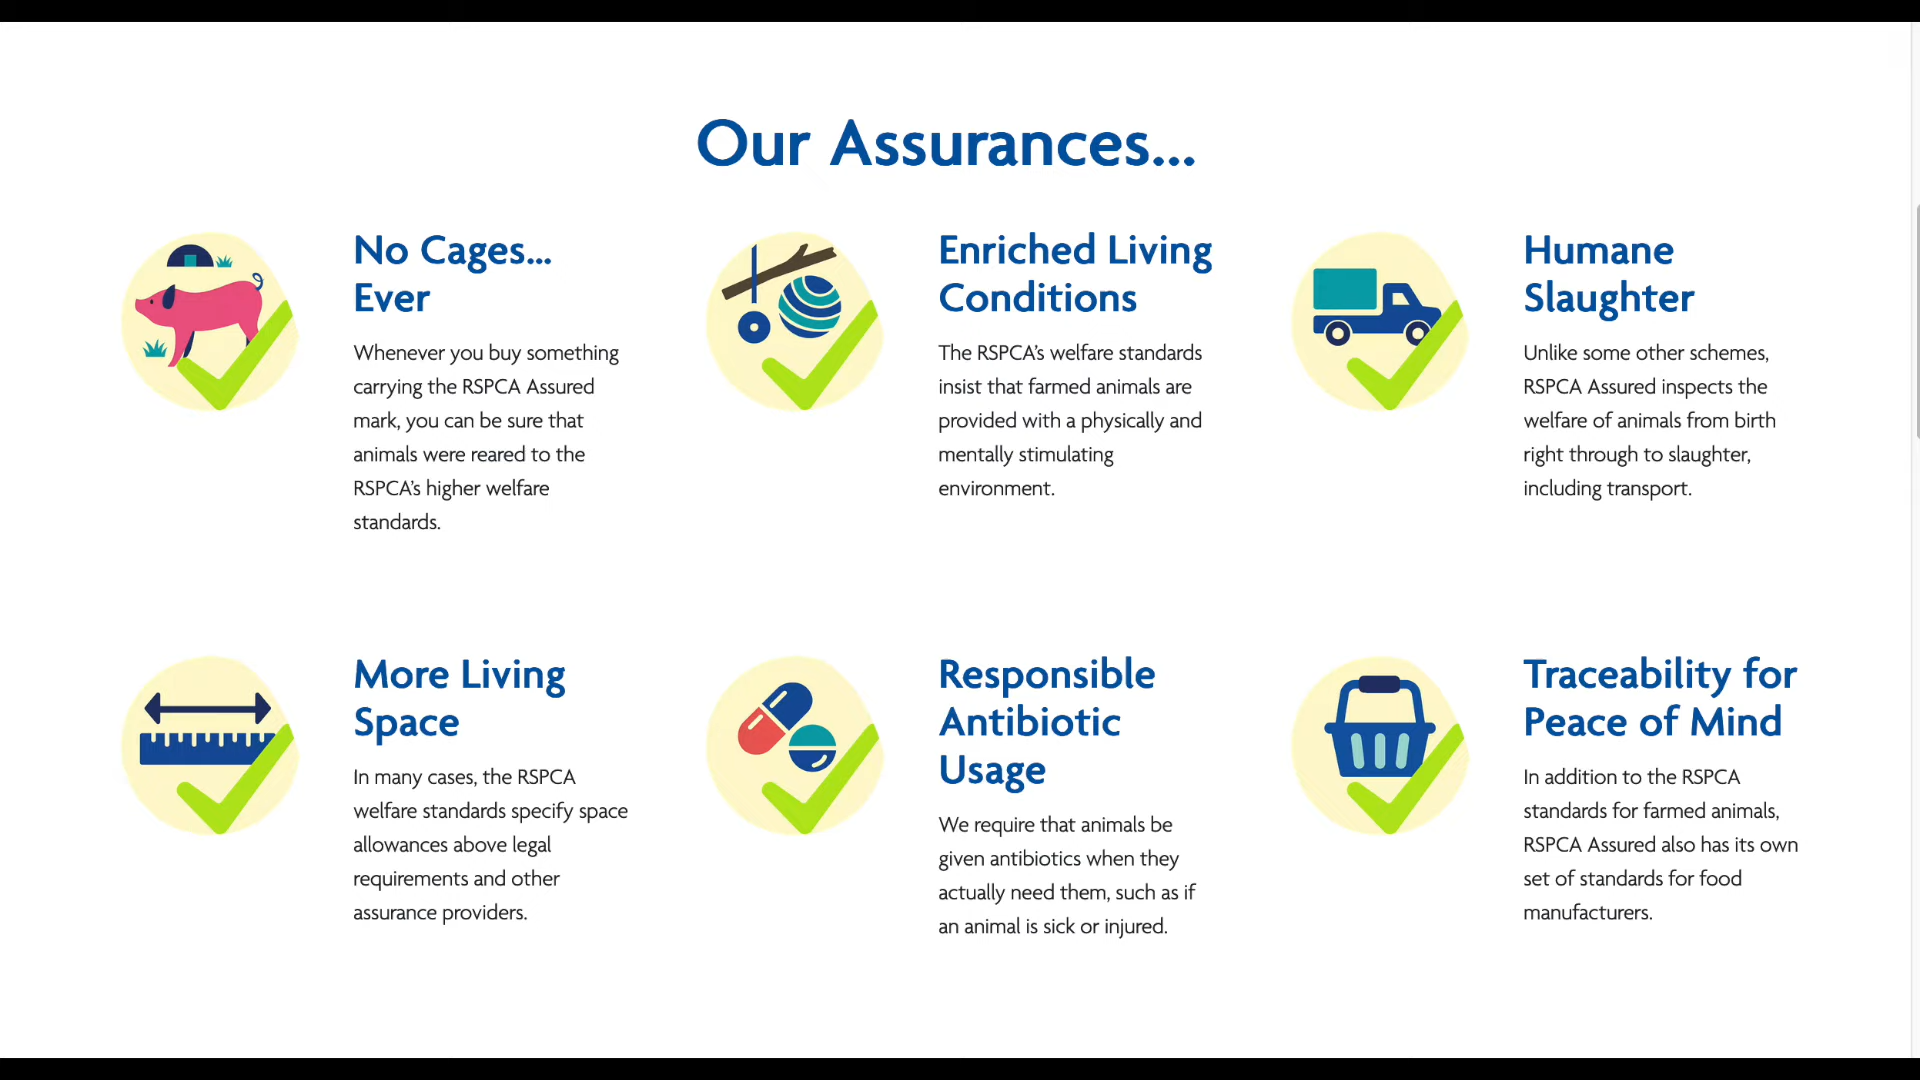 Our Assurances...
No Cages...
Ever
Whenever you buy something
carrying the RSPCA Assured
mark, you can be sure that
animals were reared to the
RSPCA's higher welfare
standards.
Enriched Living
Conditions
The RSPCA's welfare standards
insist that farmed animals are
provided with a physically and
mentally stimulating
environment.
Humane
Slaughter
Unlike some other schemes,
RSPCA Assured inspects the
welfare of animals from birth
right through to slaughter,
including transport.
More Living
Space
In many cases, the RSPCA
welfare standards specify space
allowances above legal
requirements and other
assurance providers.
Responsible
Antibiotic
Usage
We require that animals be
given antibiotics when they
actually need them, such as if
an animal is sick or injured.
Traceability for
Peace of Mind
In addition to the RSPCA
standards for farmed animals,
RSPCA Assured also has its own
set of standards for food
manufacturers.